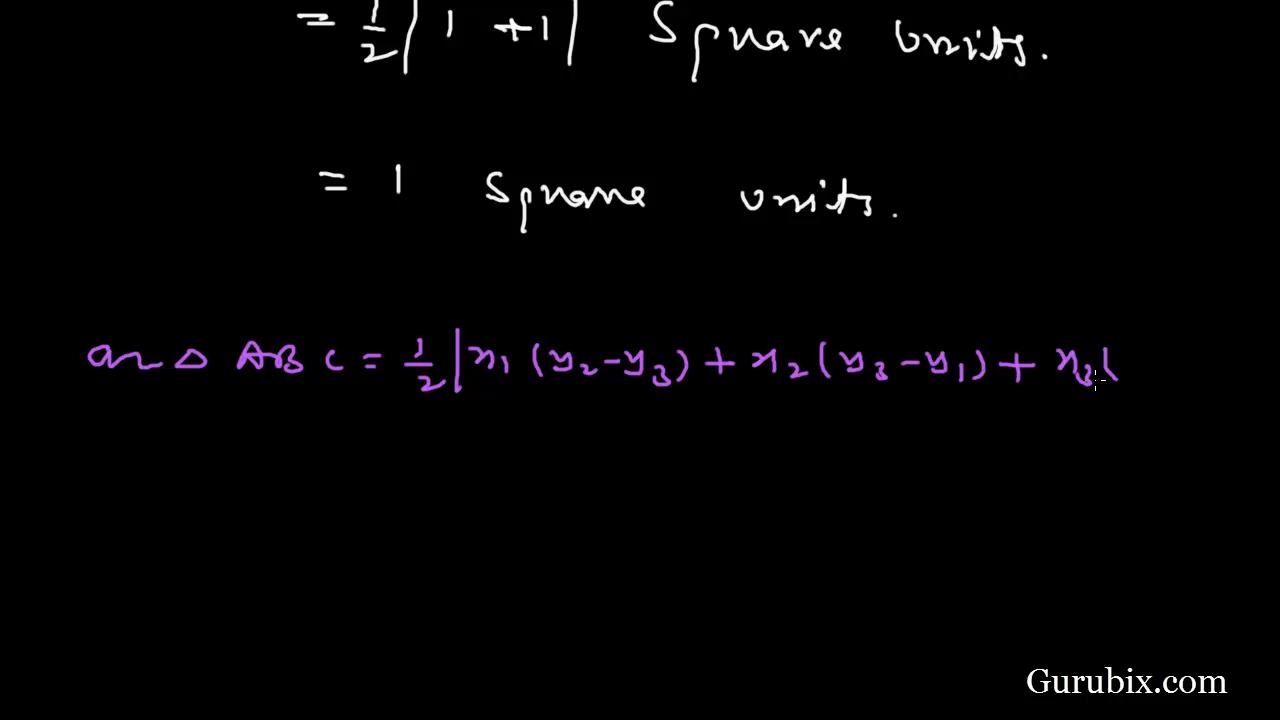 = 1/2 | 1 + 1 | Square units.
= 1 Square units.
ar △ ABC = 1/2 | x₁ (y₂ - y₃) + x₂ (y₃ - y₁) + x₃ (
Gurubix.com